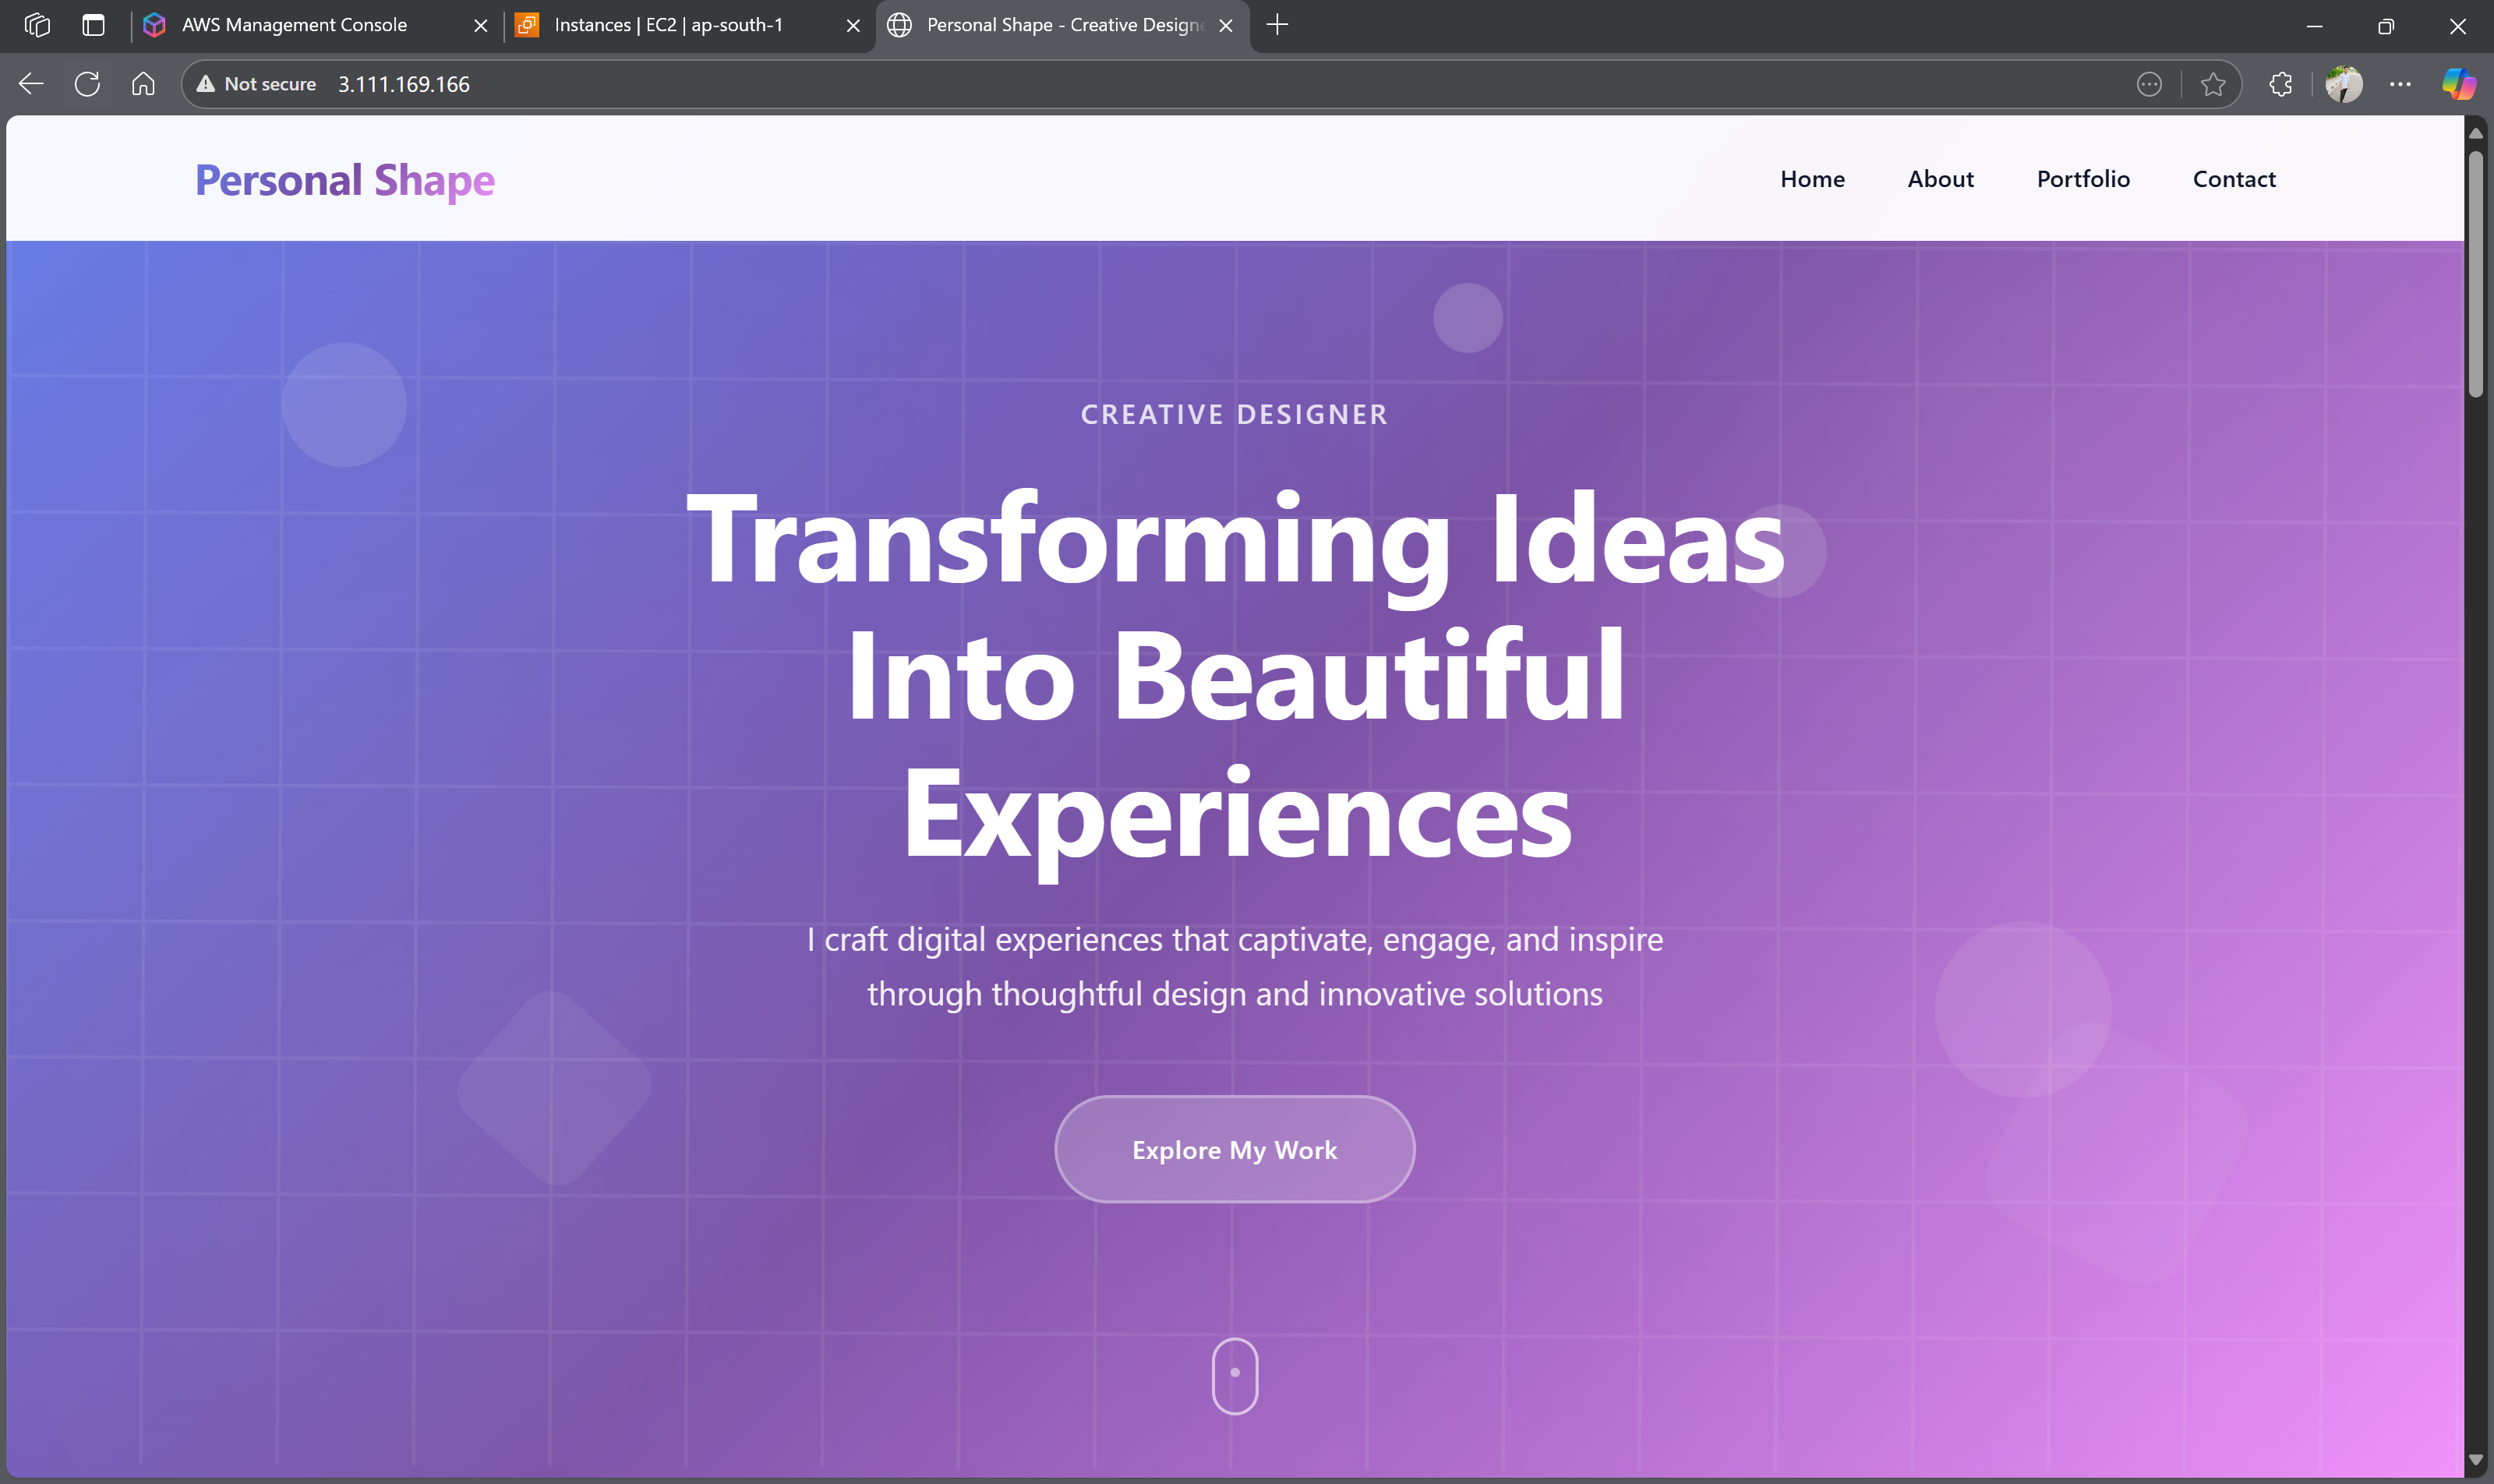 AWS Management Console
Instances | EC2 | ap-south-1
Personal Shape - Creative Designe
Not secure
3.111.169.166
Personal Shape
Home
About
Portfolio
Contact
CREATIVE DESIGNER
Transforming Ideas
Into Beautiful
Experiences
I craft digital experiences that captivate, engage, and inspire
through thoughtful design and innovative solutions
Explore My Work